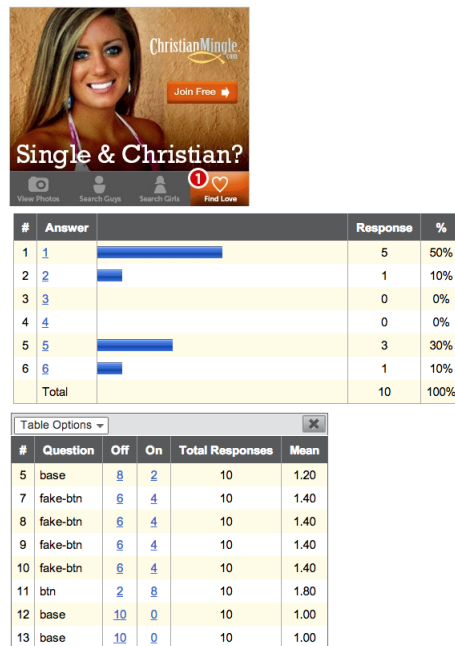 ChristianMingle.com
Join Free
Single & Christian?
1
View Photos Search Guys Search Girls Find Love
# Answer Response %
1 1 5 50%
2 2 1 10%
3 3 0 0%
4 4 0 0%
5 5 3 30%
6 6 1 10%
Total 10 100%
Table Options
# Question Off On Total Responses Mean
5 base 8 2 10 1.20
7 fake-btn 6 4 10 1.40
8 fake-btn 6 4 10 1.40
9 fake-btn 6 4 10 1.40
10 fake-btn 6 4 10 1.40
11 btn 2 8 10 1.80
12 base 10 0 10 1.00
13 base 10 0 10 1.00